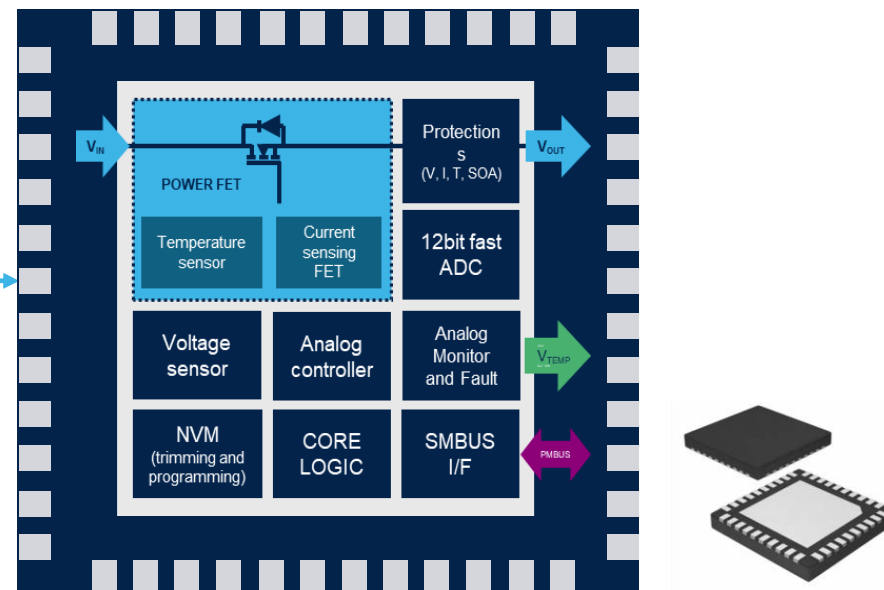 VIN
POWER FET
Temperature
sensor
Current
sensing
FET
Protection
s
(V, I, T, SOA)
VOUT
12bit fast
ADC
Voltage
sensor
Analog
controller
Analog
Monitor
and Fault
VTEMP
NVM
(trimming and
programming)
CORE
LOGIC
SMBUS
I/F
PMBUS